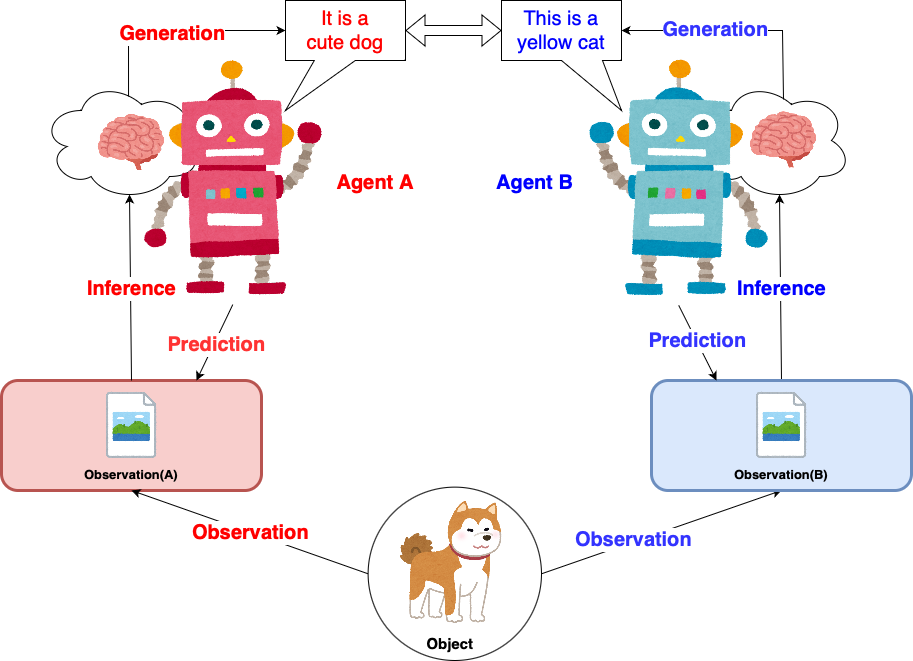 It is a
cute dog
This is a
yellow cat
Generation
Generation
Agent A
Agent B
Inference
Inference
Prediction
Prediction
Observation(A)
Observation(B)
Observation
Observation
Object